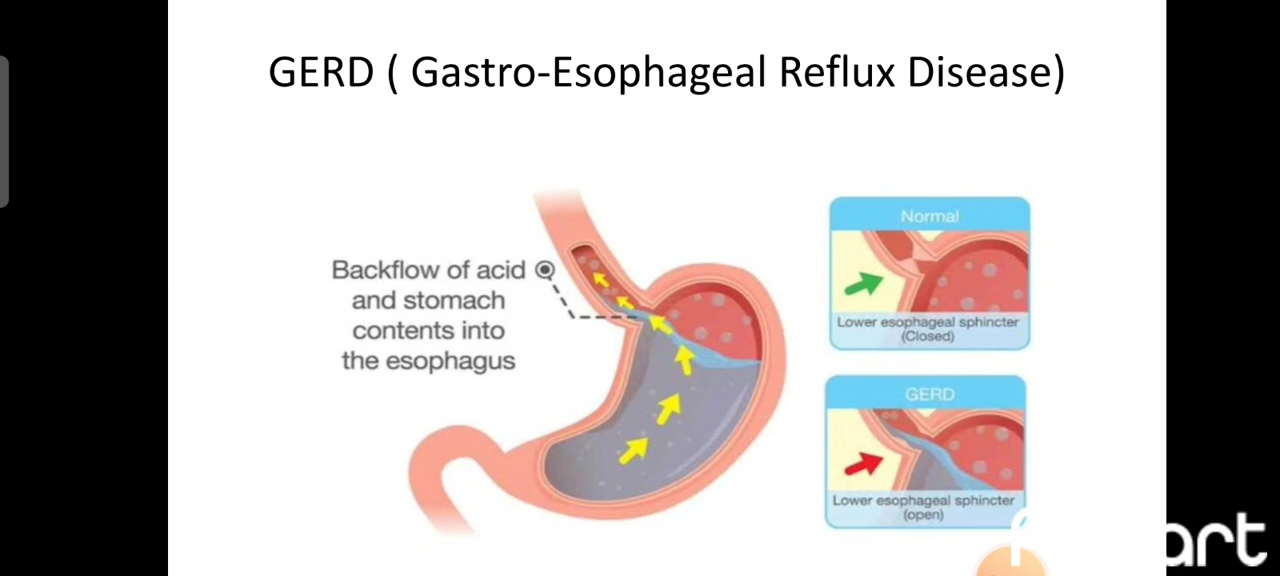 GERD ( Gastro-Esophageal Reflux Disease)
Backflow of acid
and stomach
contents into
the esophagus
Normal
Lower esophageal sphincter
(Closed)
GERD
Lower esophageal sphincter
(open)